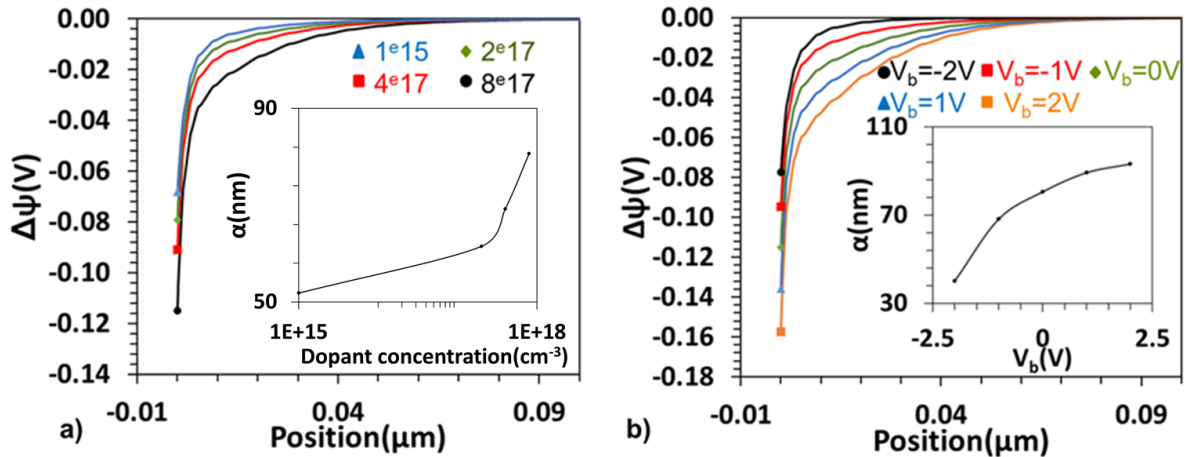 0.00
-0.02
-0.04
-0.06
-0.08
-0.10
-0.12
-0.14
Δψ(V)
1e15 2e17
4e17 8e17
90
50
α(nm)
1E+15 1E+18
Dopant concentration(cm-3)
-0.01 0.04 0.09
a) Position(μm)
0.00
-0.02
-0.04
-0.06
-0.08
-0.10
-0.12
-0.14
-0.16
-0.18
Δψ(V)
Vb=-2V Vb=-1V Vb=0V
Vb=1V Vb=2V
110
70
30
α(nm)
-2.5 0 2.5
Vb(V)
-0.01 0.04 0.09
b) Position(μm)